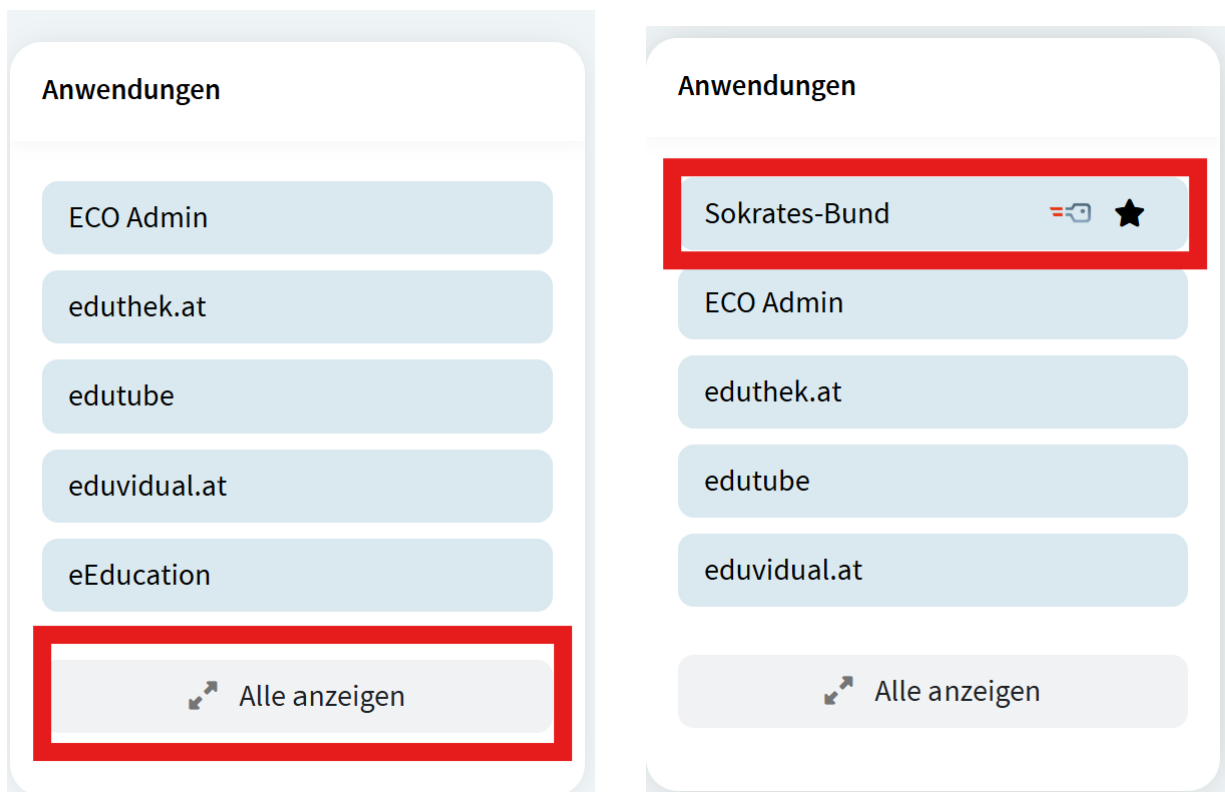 Anwendungen
ECO Admin
eduthek.at
edutube
eduvidual.at
eEducation
Alle anzeigen
Anwendungen
Sokrates-Bund
ECO Admin
eduthek.at
edutube
eduvidual.at
Alle anzeigen